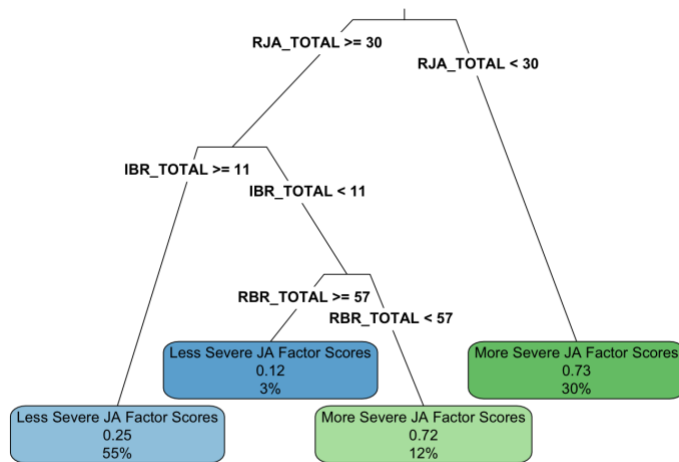 RJA_TOTAL >= 30
RJA_TOTAL < 30
IBR_TOTAL >= 11
IBR_TOTAL < 11
RBR_TOTAL >= 57
RBR_TOTAL < 57
Less Severe JA Factor Scores
0.12
3%
More Severe JA Factor Scores
0.73
30%
Less Severe JA Factor Scores
0.25
55%
More Severe JA Factor Scores
0.72
12%